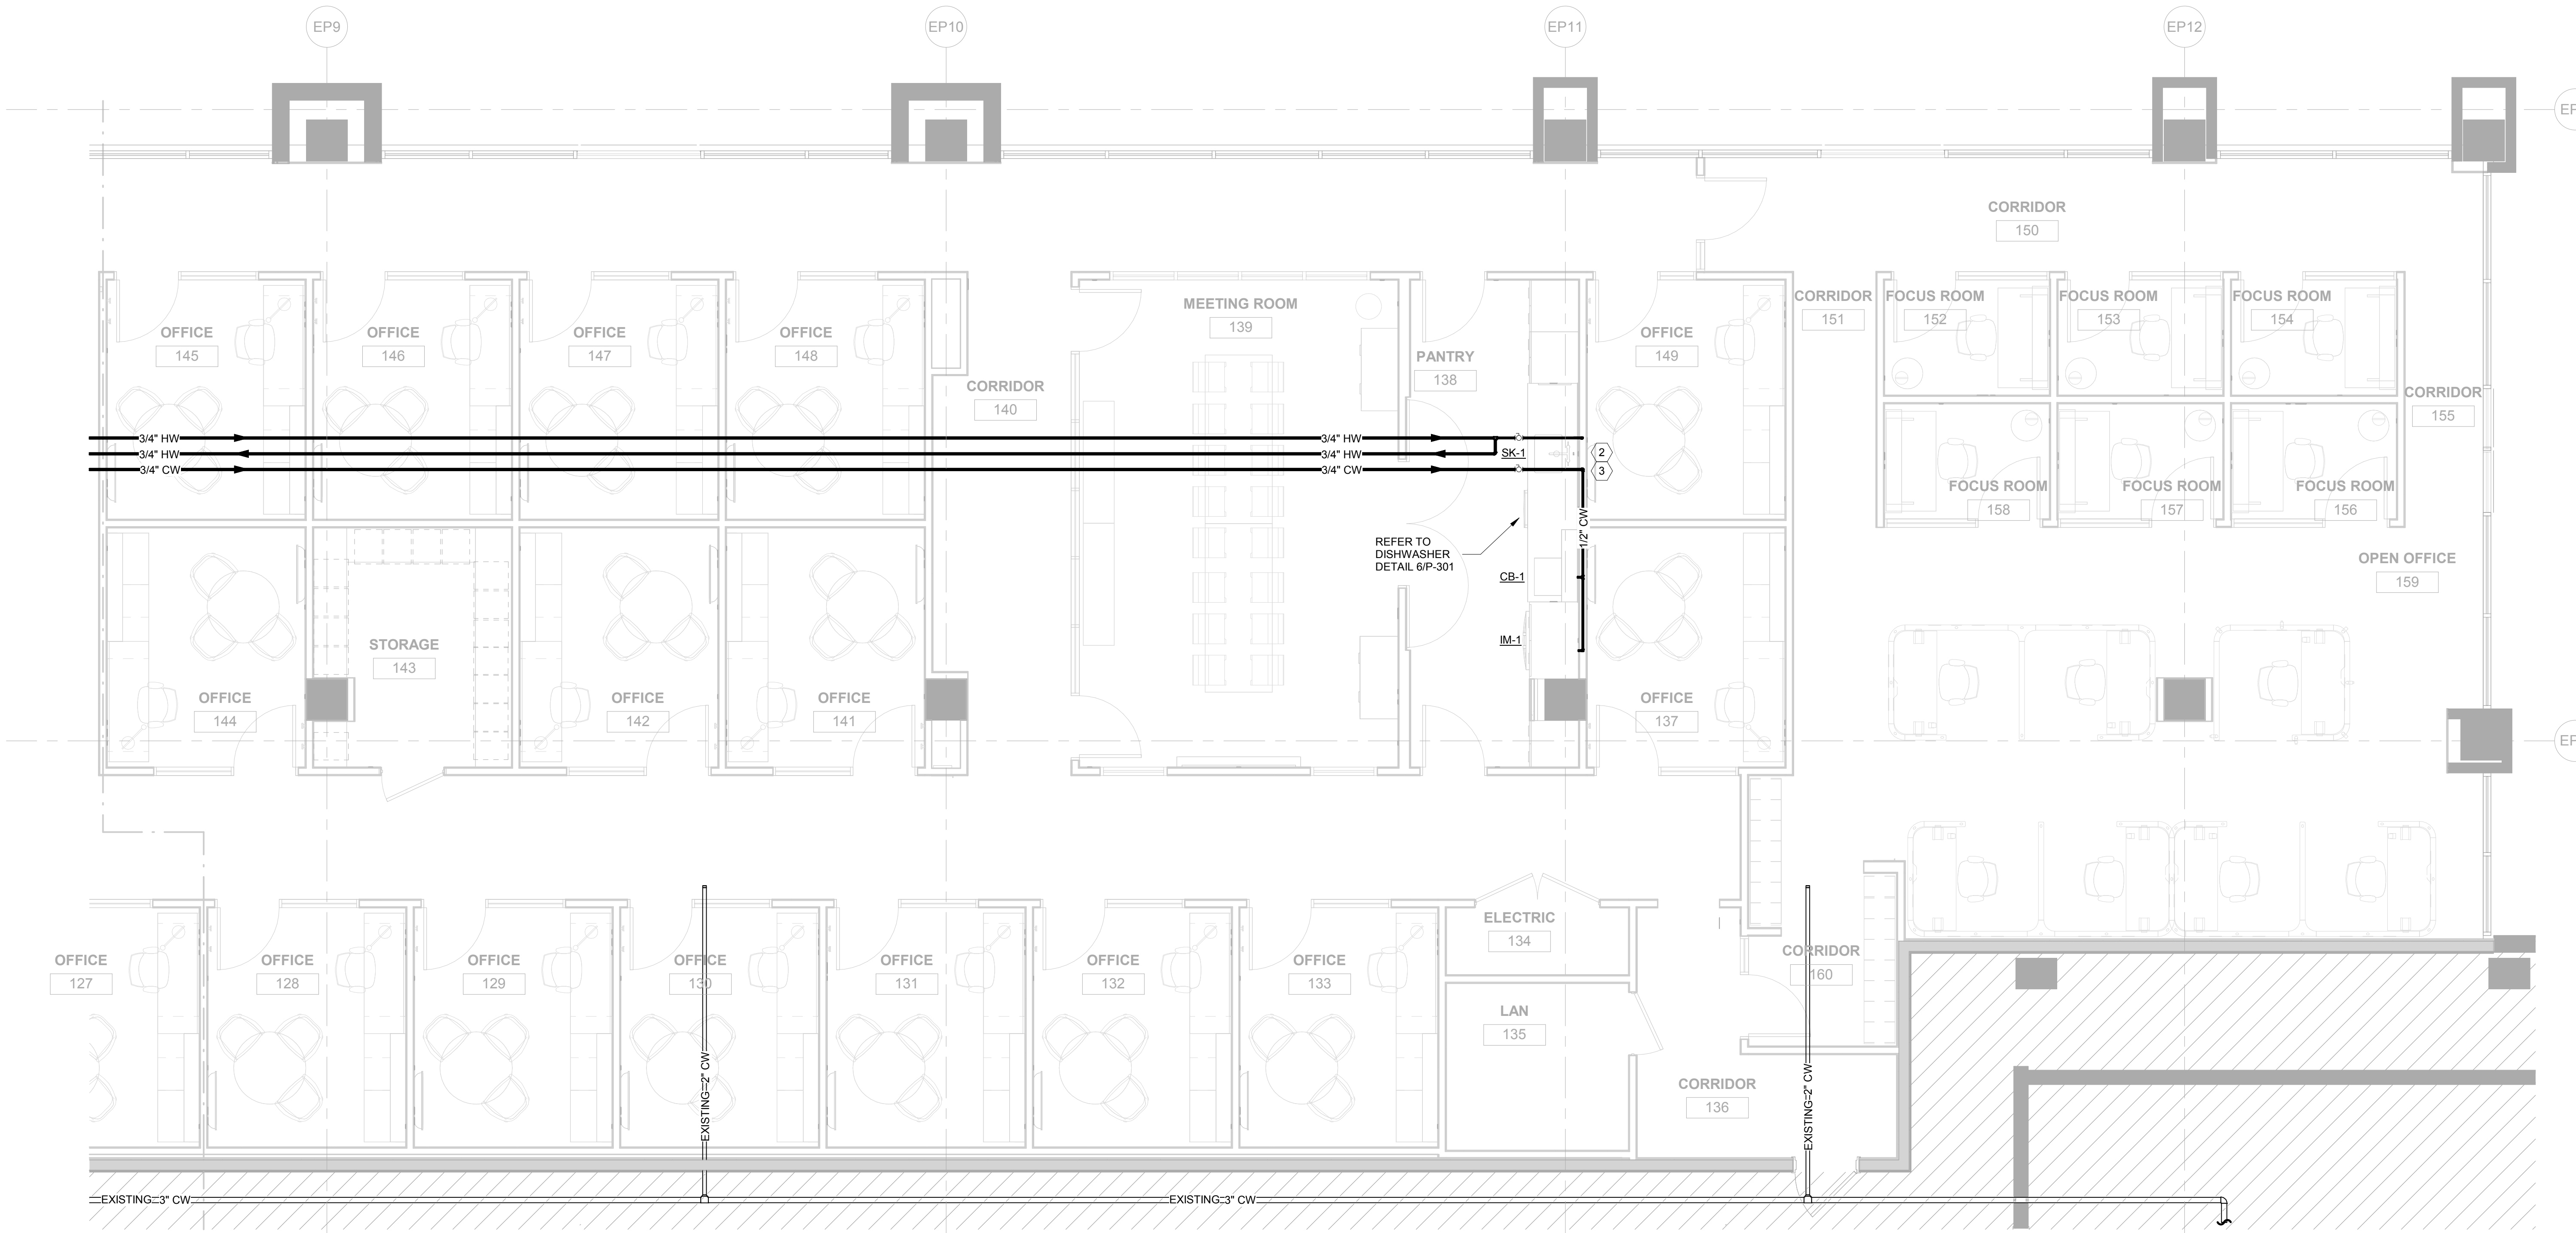 EP9
EP10
EP11
EP12
CORRIDOR
150
MEETING ROOM
139
CORRIDOR
151
FOCUS ROOM
152
FOCUS ROOM
153
FOCUS ROOM
154
OFFICE
145
OFFICE
146
OFFICE
147
OFFICE
148
OFFICE
149
PANTRY
138
CORRIDOR
140
CORRIDOR
155
3/4" HW
3/4" HW
3/4" HW
3/4" HW
3/4" CW
3/4" CW
SK-1
2
3
1/2" CW
FOCUS ROOM
158
FOCUS ROOM
157
FOCUS ROOM
156
REFER TO
DISHWASHER
DETAIL 6/P-301
OPEN OFFICE
159
CB-1
IM-1
STORAGE
143
OFFICE
144
OFFICE
142
OFFICE
141
OFFICE
137
ELECTRIC
134
CORRIDOR
160
OFFICE
127
OFFICE
128
OFFICE
129
OFFICE
130
OFFICE
131
OFFICE
132
OFFICE
133
LAN
135
CORRIDOR
136
EXISTING 2" CW
EXISTING 2" CW
EXISTING 3" CW
EXISTING 3" CW